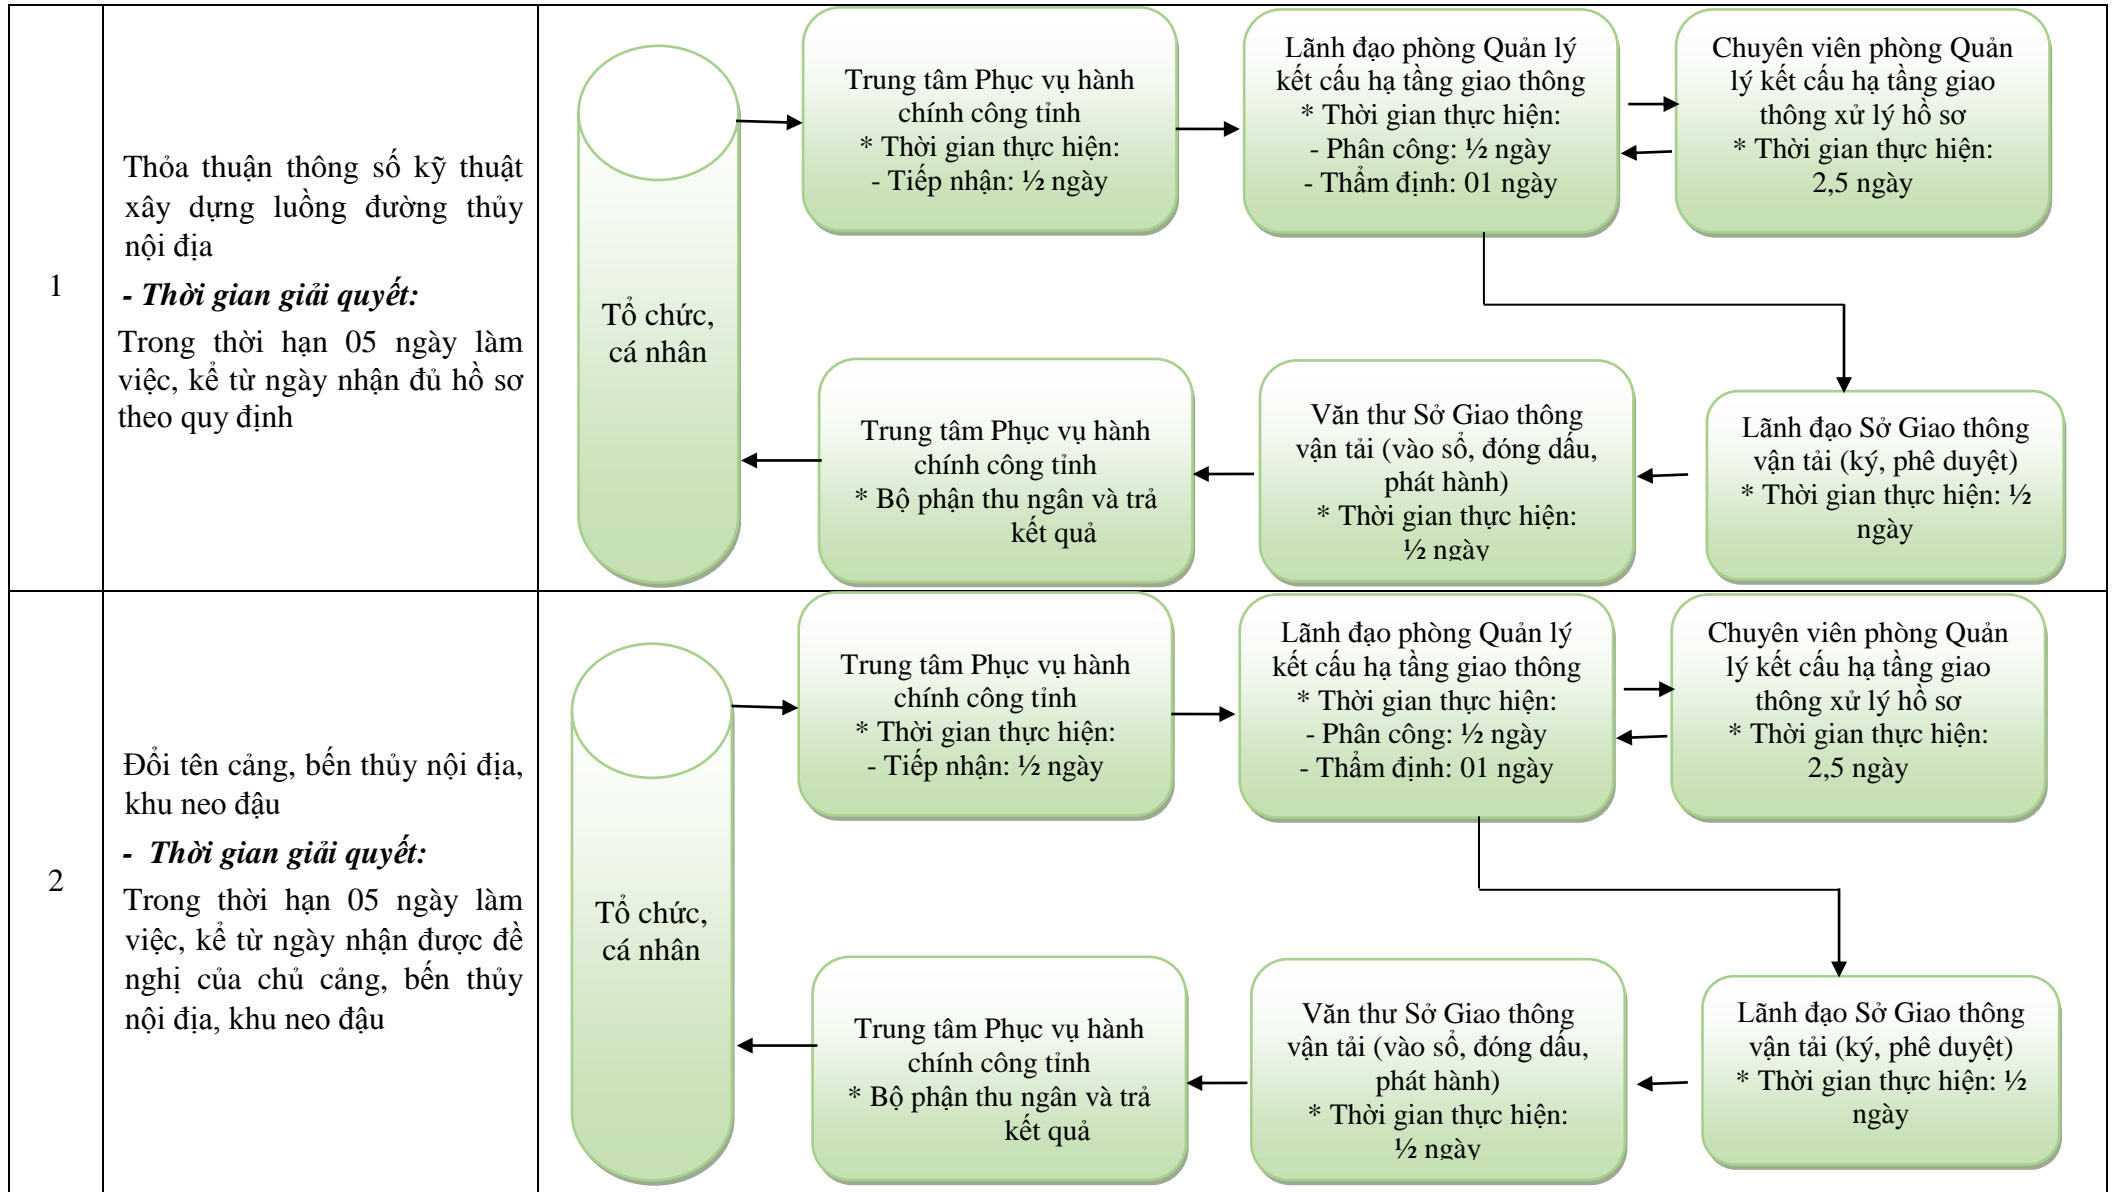 1
Thỏa thuận thông số kỹ thuật
xây dựng luồng đường thủy
nội địa
- Thời gian giải quyết:
Trong thời hạn 05 ngày làm
việc, kể từ ngày nhận đủ hồ sơ
theo quy định
Tổ chức,
cá nhân
Trung tâm Phục vụ hành
chính công tỉnh
* Thời gian thực hiện:
- Tiếp nhận: ½ ngày
Lãnh đạo phòng Quản lý
kết cấu hạ tầng giao thông
* Thời gian thực hiện:
- Phân công: ½ ngày
- Thẩm định: 01 ngày
Chuyên viên phòng Quản
lý kết cấu hạ tầng giao
thông xử lý hồ sơ
* Thời gian thực hiện:
2,5 ngày
Lãnh đạo Sở Giao thông
vận tải (ký, phê duyệt)
* Thời gian thực hiện: ½
ngày
Văn thư Sở Giao thông
vận tải (vào sổ, đóng dấu,
phát hành)
* Thời gian thực hiện:
½ ngày
Trung tâm Phục vụ hành
chính công tỉnh
* Bộ phận thu ngân và trả
kết quả
2
Đổi tên cảng, bến thủy nội địa,
khu neo đậu
- Thời gian giải quyết:
Trong thời hạn 05 ngày làm
việc, kể từ ngày nhận được đề
nghị của chủ cảng, bến thủy
nội địa, khu neo đậu
Tổ chức,
cá nhân
Trung tâm Phục vụ hành
chính công tỉnh
* Thời gian thực hiện:
- Tiếp nhận: ½ ngày
Lãnh đạo phòng Quản lý
kết cấu hạ tầng giao thông
* Thời gian thực hiện:
- Phân công: ½ ngày
- Thẩm định: 01 ngày
Chuyên viên phòng Quản
lý kết cấu hạ tầng giao
thông xử lý hồ sơ
* Thời gian thực hiện:
2,5 ngày
Lãnh đạo Sở Giao thông
vận tải (ký, phê duyệt)
* Thời gian thực hiện: ½
ngày
Văn thư Sở Giao thông
vận tải (vào sổ, đóng dấu,
phát hành)
* Thời gian thực hiện:
½ ngày
Trung tâm Phục vụ hành
chính công tỉnh
* Bộ phận thu ngân và trả
kết quả